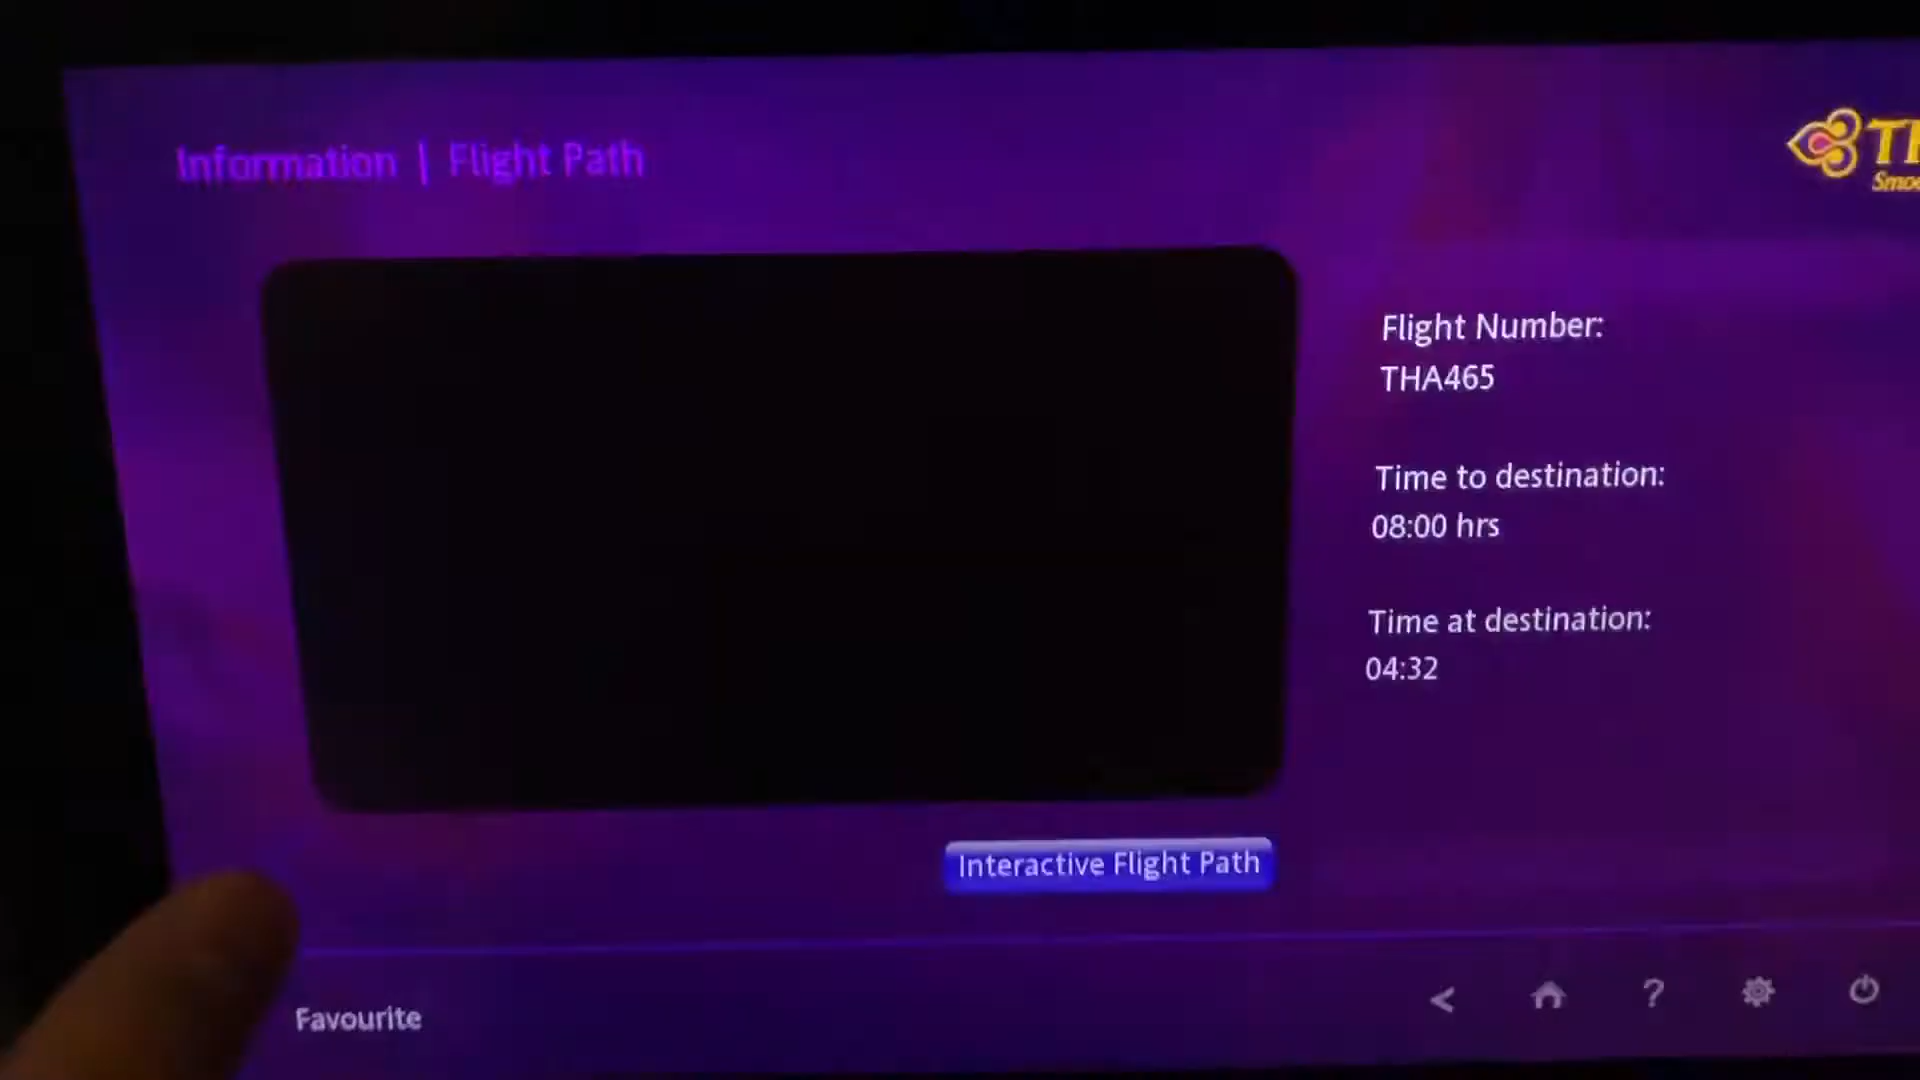 Information | Flight Path
Flight Number:
THA465
Time to destination:
08:00 hrs
Time at destination:
04:32
Interactive Flight Path
Favourite
?